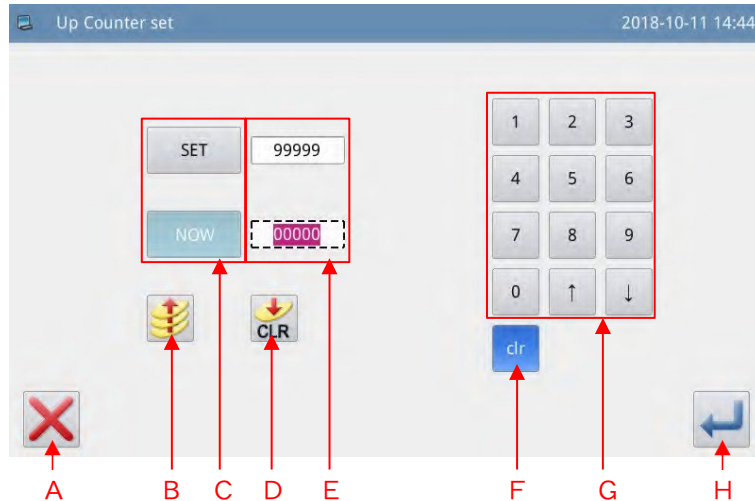 Up Counter set 2018-10-11 14:44
1 2 3
SET 99999
4 5 6
NOW 00000
7 8 9
0 ↑ ↓
CLR
clr
A B C D E F G H